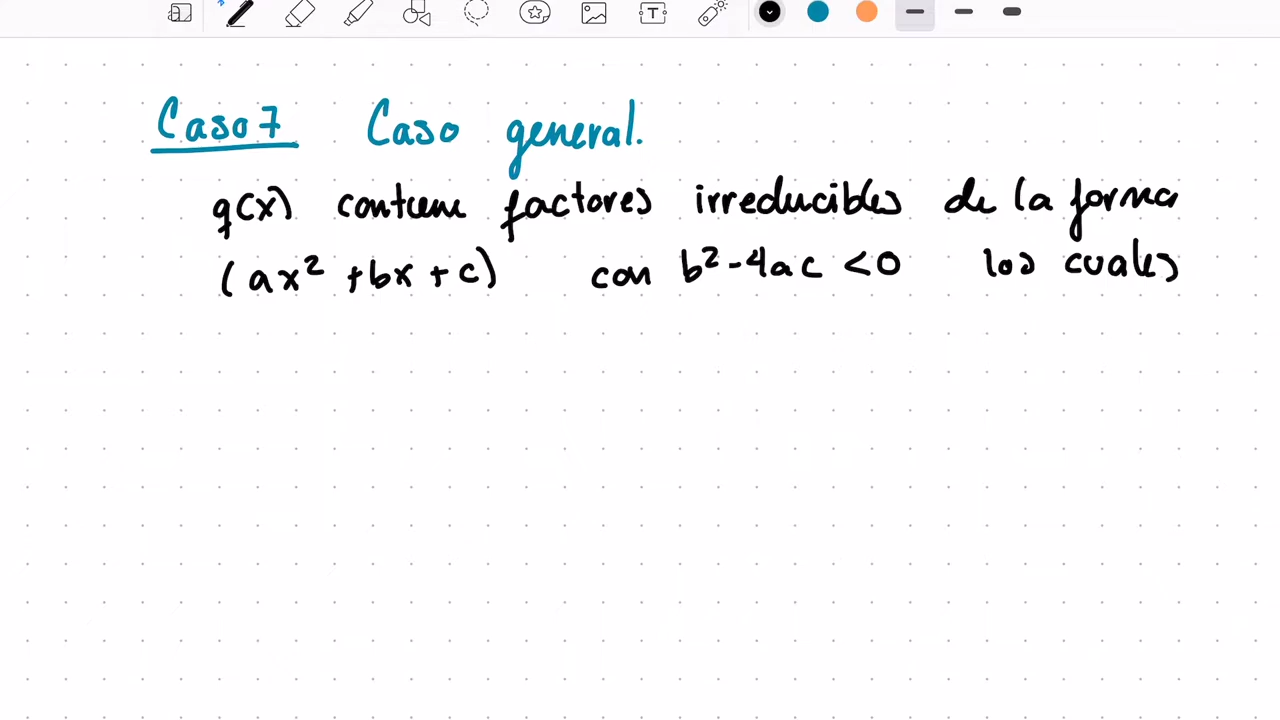 Caso 7 Caso general.
q(x) contiene factores irreducibles de la forma
(ax² + bx + c) con b² - 4ac < 0 los cuales